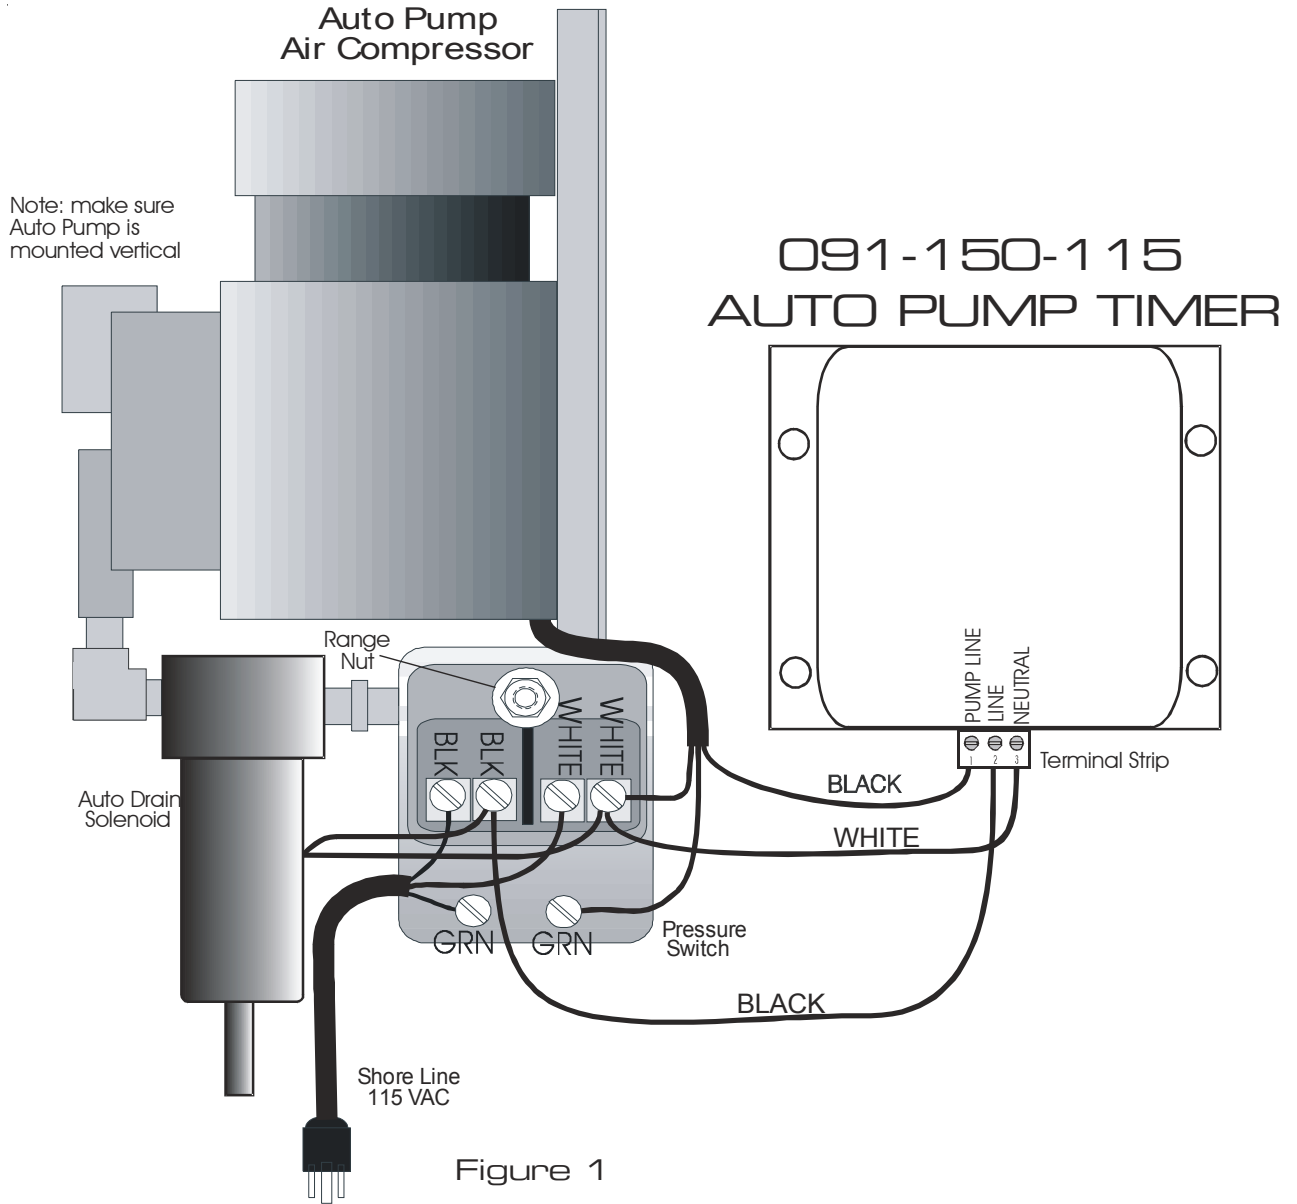 Auto Pump
Air Compressor
Note: make sure
Auto Pump is
mounted vertical
091-150-115
AUTO PUMP TIMER
Range
Nut
PUMP LINE
LINE
NEUTRAL
1
2
3
Terminal Strip
BLK
BLK
WHITE
WHITE
BLACK
WHITE
Auto Drain
Solenoid
GRN
GRN
Pressure
Switch
BLACK
Shore Line
115 VAC
Figure 1